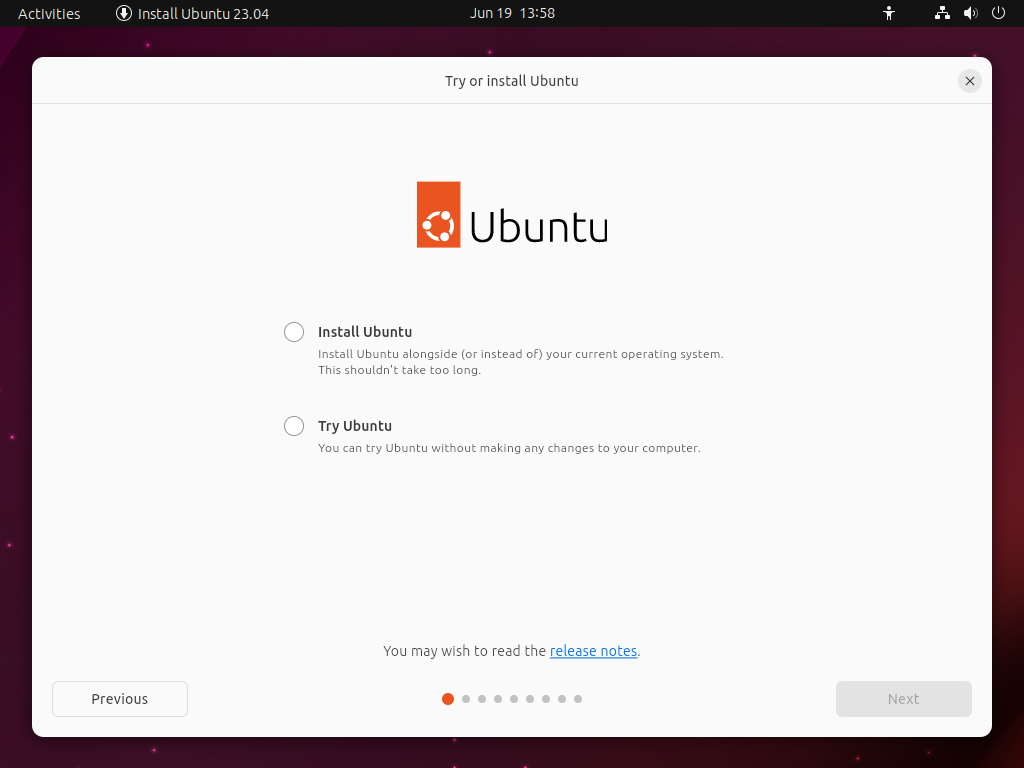 Activities Install Ubuntu 23.04 Jun 19 13:58
Try or install Ubuntu
Ubuntu
Install Ubuntu
Install Ubuntu alongside (or instead of) your current operating system.
This shouldn't take too long.
Try Ubuntu
You can try Ubuntu without making any changes to your computer.
You may wish to read the release notes.
Previous Next